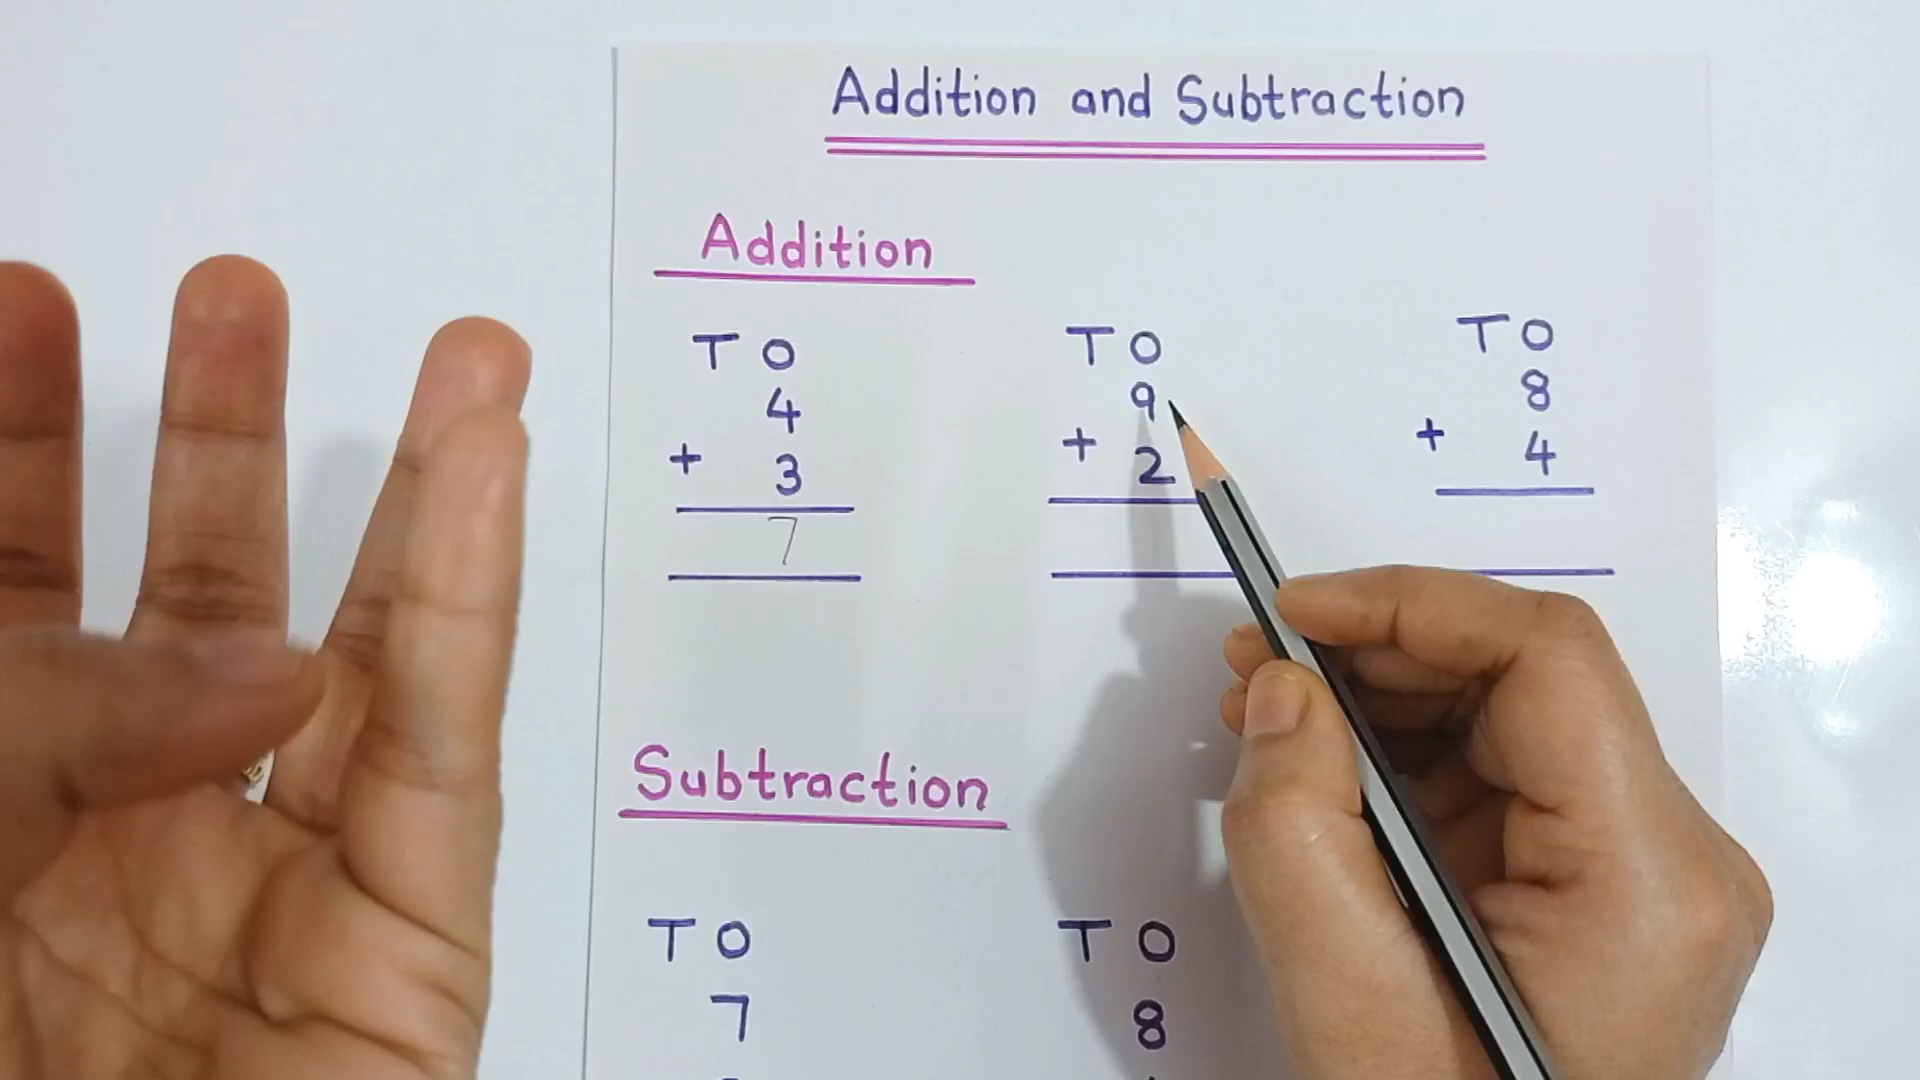 Addition and Subtraction
Addition
T O
4
+ 3
7
T O
9
+ 2
T O
8
+ 4
Subtraction
T O
7
T O
8